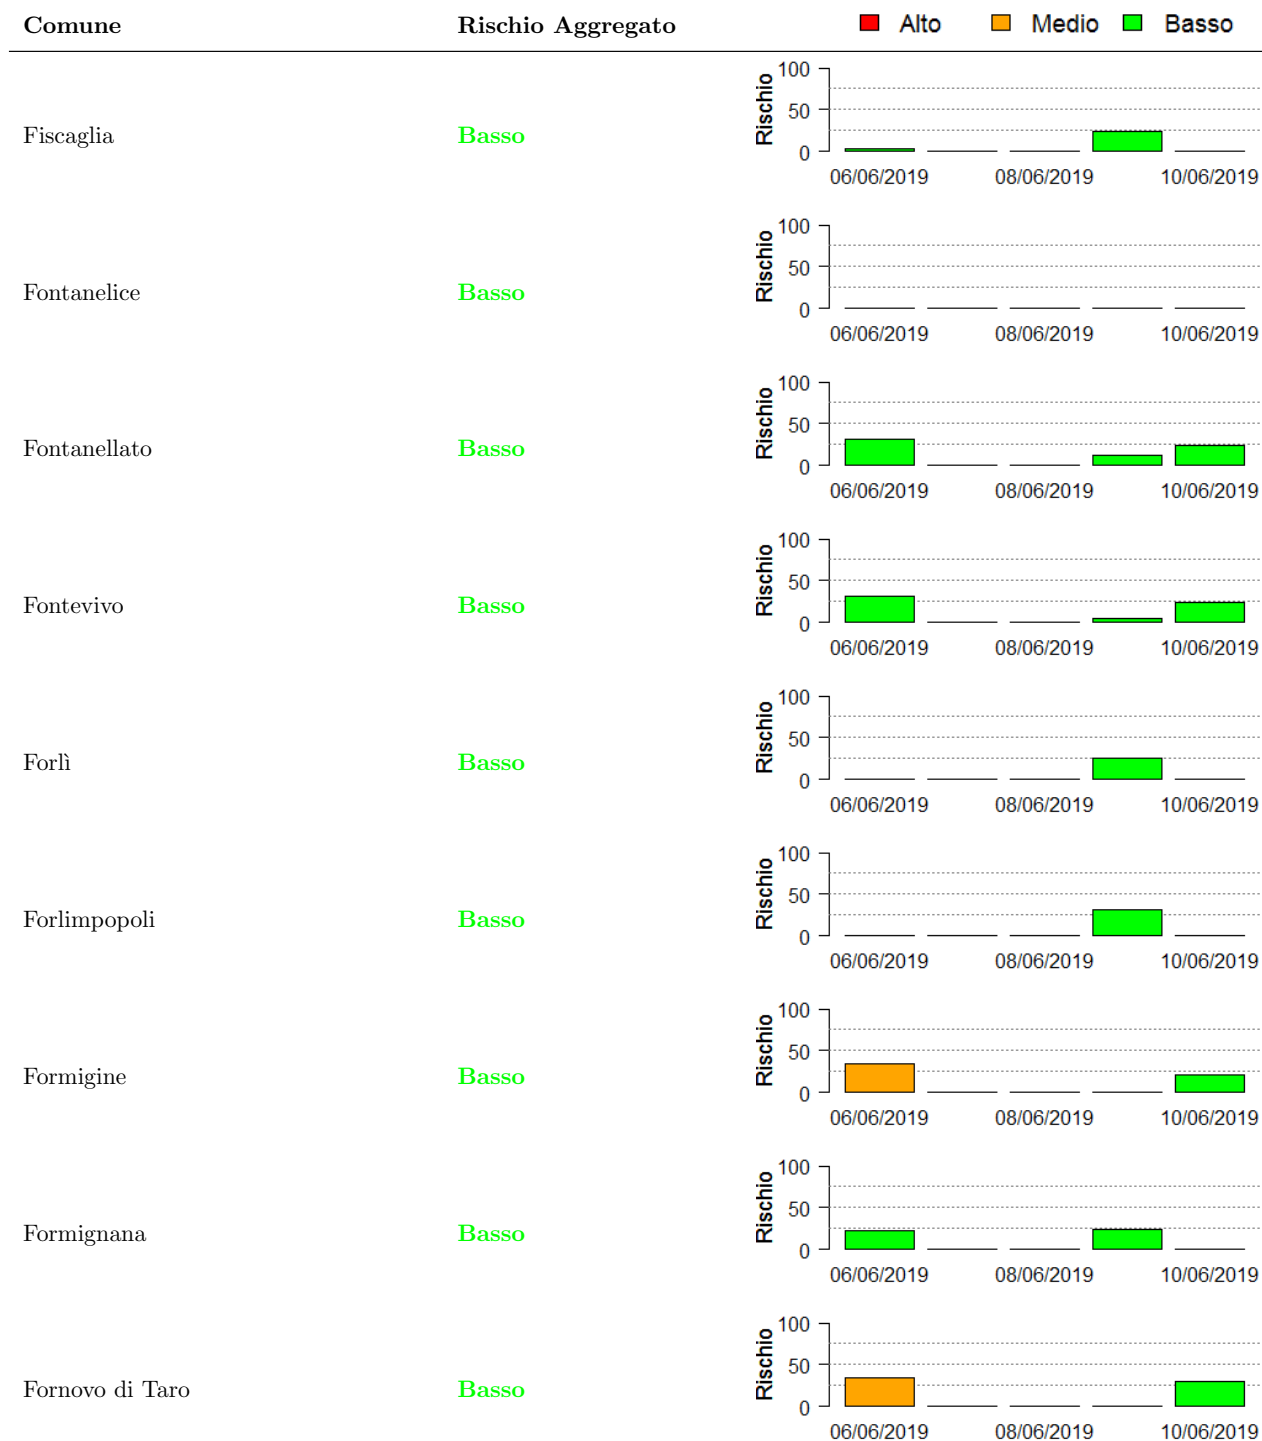 Comune Rischio Aggregato Alto Medio Basso
Fiscaglia Basso
Rischio
100
50
0
06/06/2019 08/06/2019 10/06/2019
Fontanelice Basso
Rischio
100
50
0
06/06/2019 08/06/2019 10/06/2019
Fontanellato Basso
Rischio
100
50
0
06/06/2019 08/06/2019 10/06/2019
Fontevivo Basso
Rischio
100
50
0
06/06/2019 08/06/2019 10/06/2019
Forlì Basso
Rischio
100
50
0
06/06/2019 08/06/2019 10/06/2019
Forlimpopoli Basso
Rischio
100
50
0
06/06/2019 08/06/2019 10/06/2019
Formigine Basso
Rischio
100
50
0
06/06/2019 08/06/2019 10/06/2019
Formignana Basso
Rischio
100
50
0
06/06/2019 08/06/2019 10/06/2019
Fornovo di Taro Basso
Rischio
100
50
0
06/06/2019 08/06/2019 10/06/2019